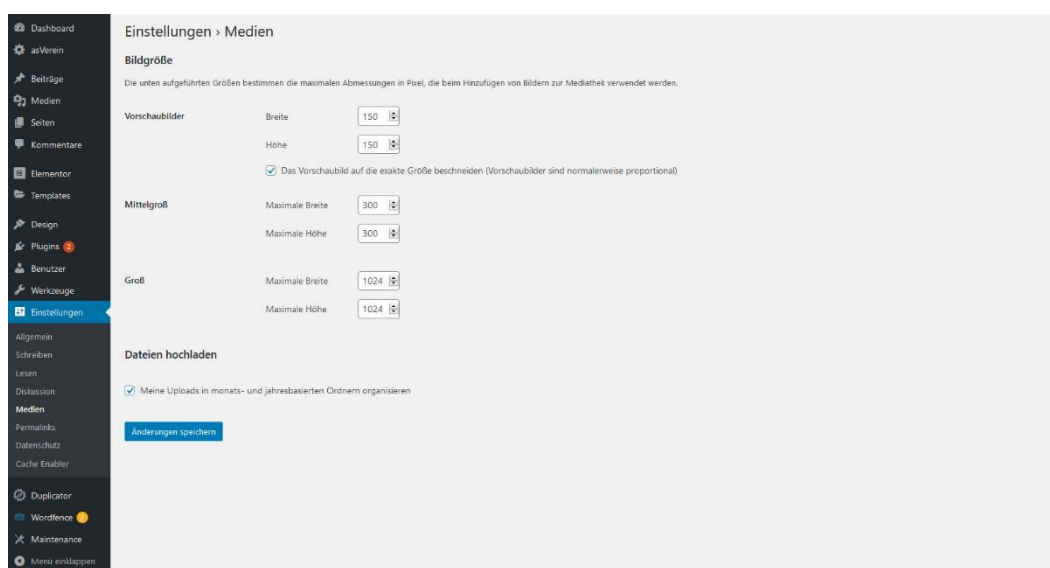 Dashboard
asVerein
Beiträge
Medien
Seiten
Kommentare
Elementor
Templates
Design
Plugins 2
Benutzer
Werkzeuge
Einstellungen
Allgemein
Schreiben
Lesen
Diskussion
Medien
Permalinks
Datenschutz
Cache Enabler
Duplicator
Wordfence
Maintenance
Menü einklappen
Einstellungen › Medien
Bildgröße
Die unten aufgeführten Größen bestimmen die maximalen Abmessungen in Pixel, die beim Hinzufügen von Bildern zur Mediathek verwendet werden.
Vorschaubilder Breite 150
Höhe 150
Das Vorschaubild auf die exakte Größe beschneiden (Vorschaubilder sind normalerweise proportional)
Mittelgroß Maximale Breite 300
Maximale Höhe 300
Groß Maximale Breite 1024
Maximale Höhe 1024
Dateien hochladen
Meine Uploads in monats- und jahresbasierten Ordnern organisieren
Änderungen speichern